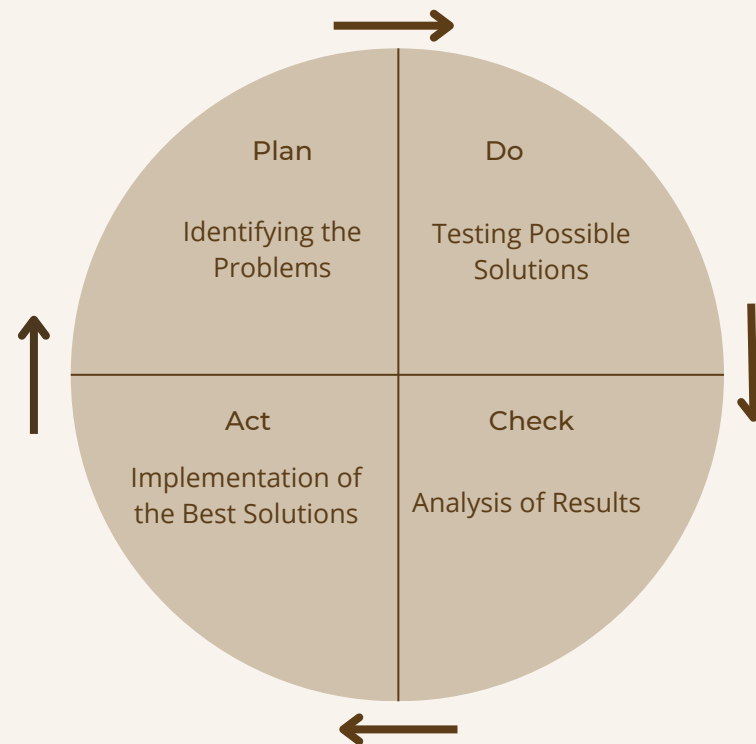 Plan
Identifying the
Problems
Do
Testing Possible
Solutions
Check
Analysis of Results
Act
Implementation of
the Best Solutions